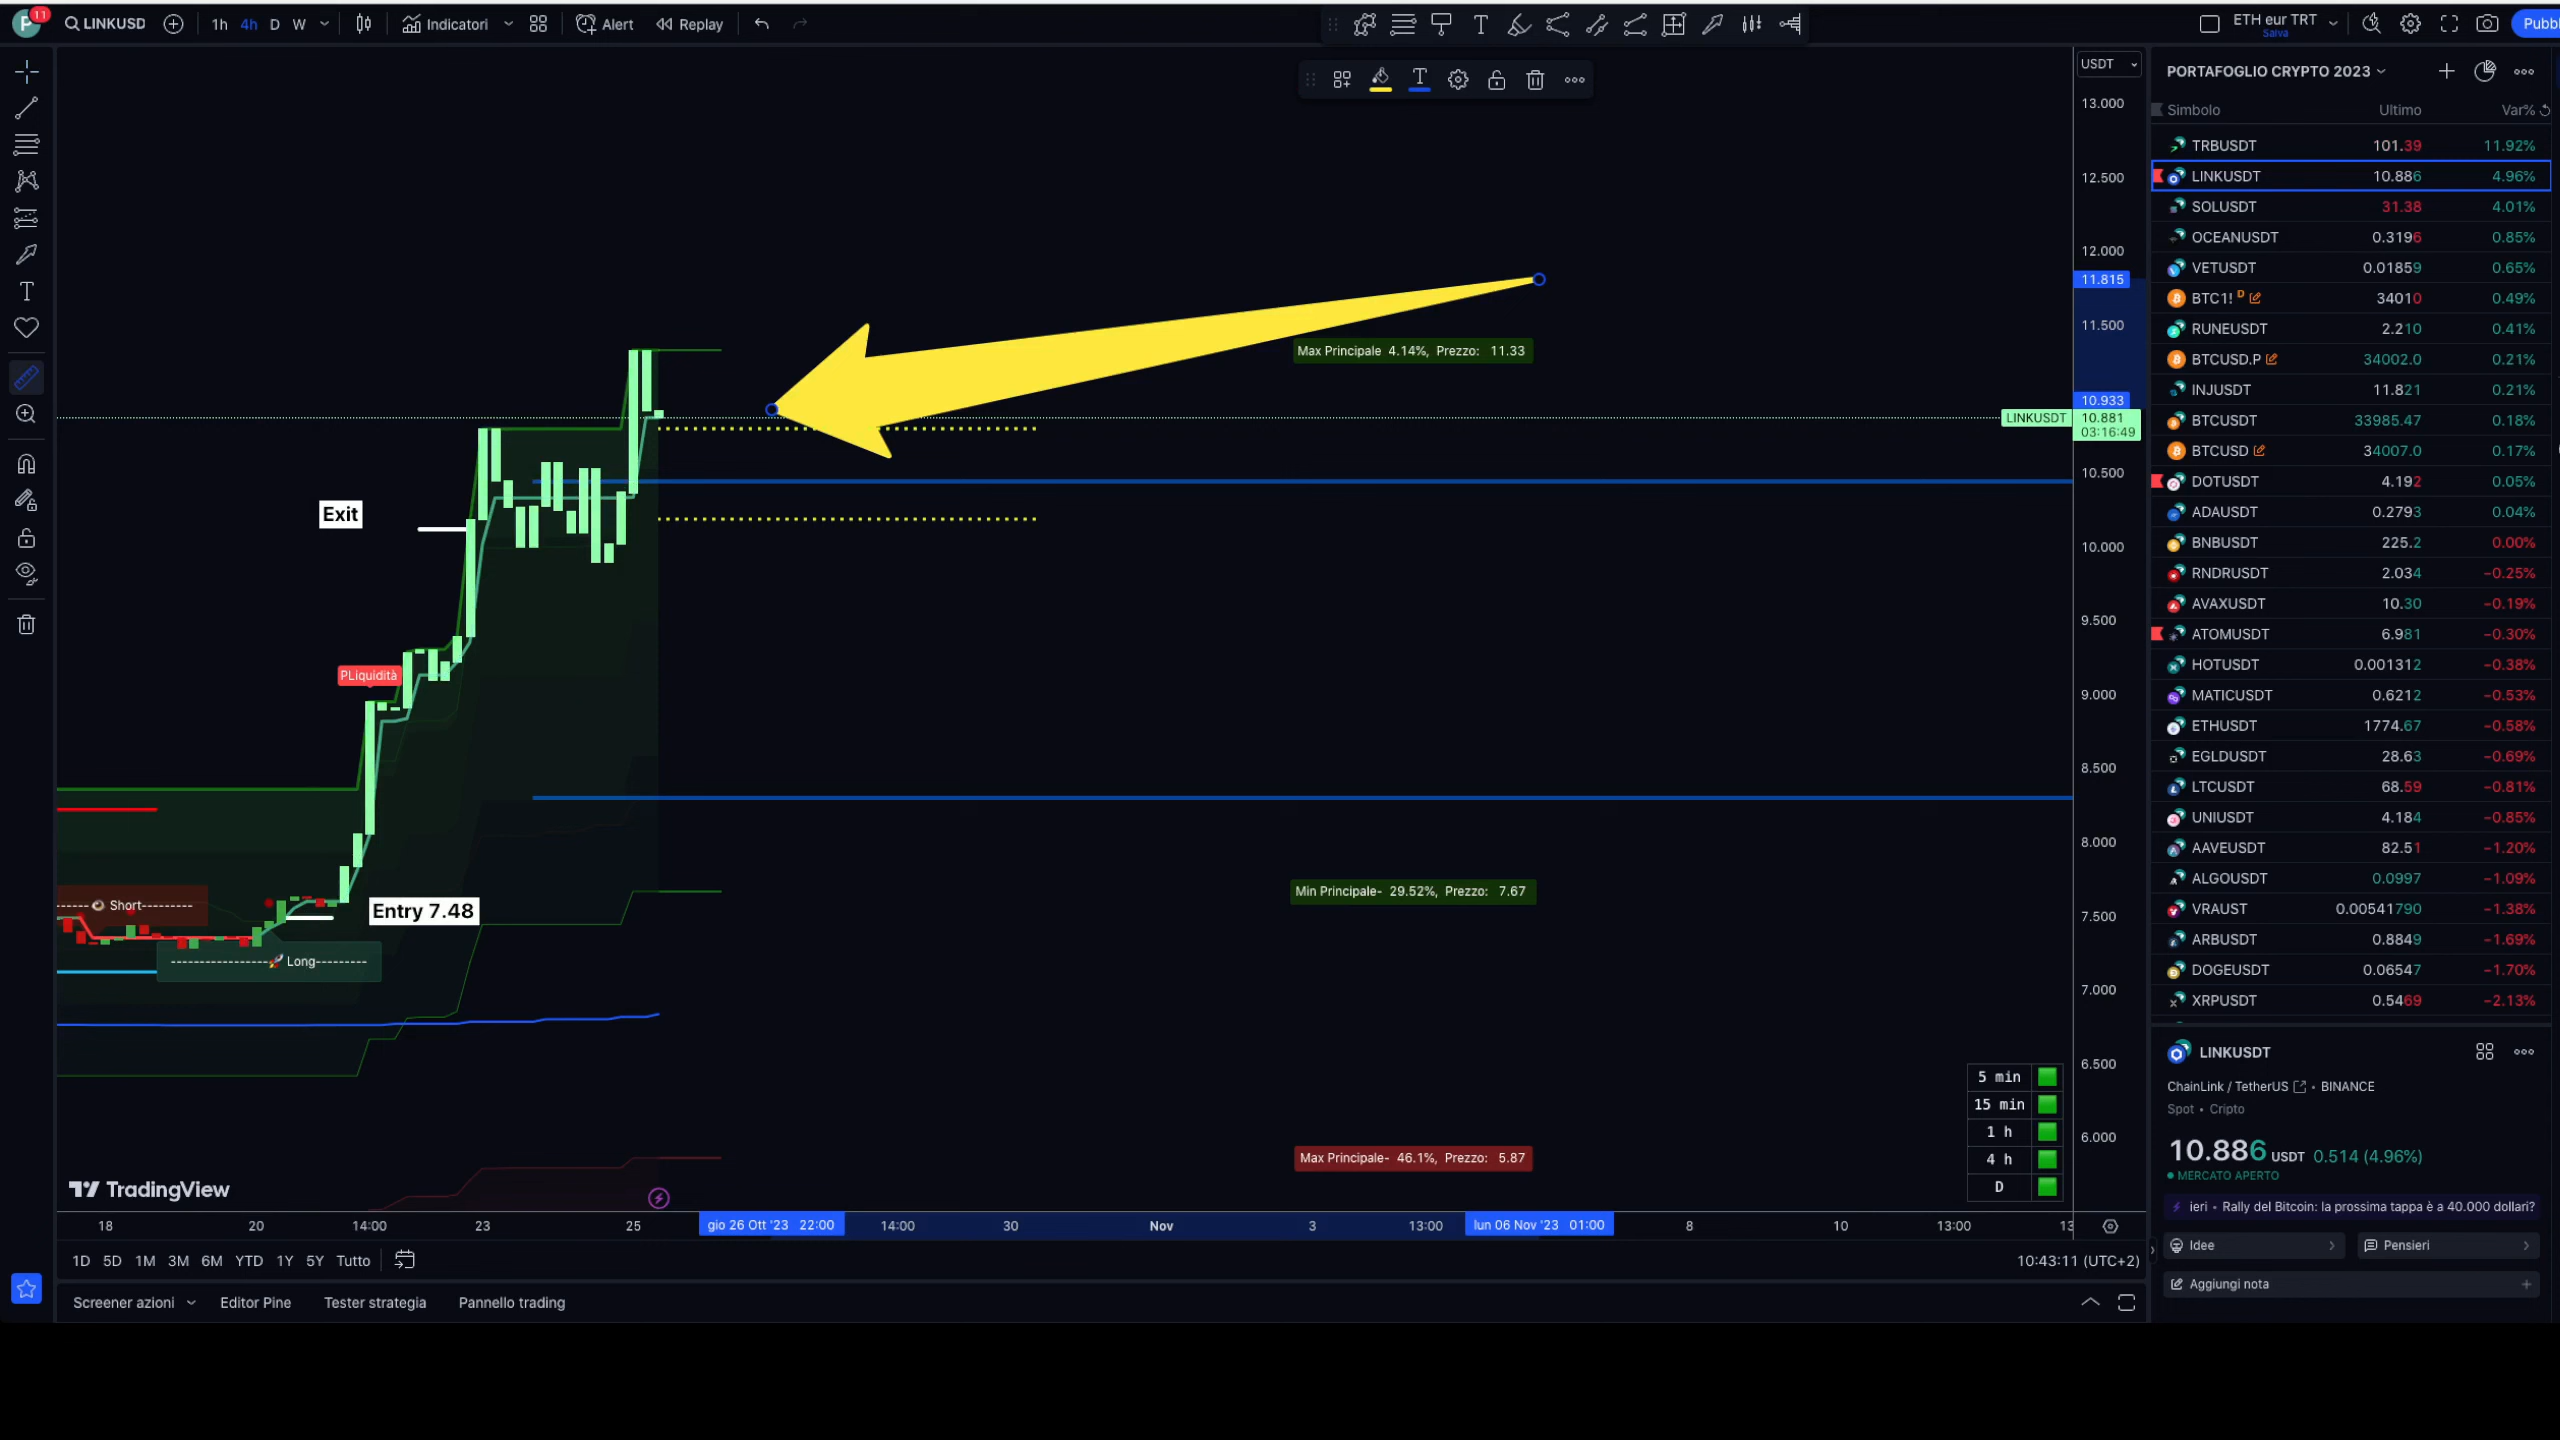 P 11 LINKUSD 1h 4h D W Indicatori Alert Replay ETH eur TRT Salva Pubbl
USDT
PORTAFOGLIO CRYPTO 2023
Simbolo Ultimo Var%
TRBUSDT 101.39 11.92%
LINKUSDT 10.886 4.96%
SOLUSDT 31.38 4.01%
OCEANUSDT 0.3196 0.85%
VETUSDT 0.01859 0.65%
BTC1! D 34010 0.49%
RUNEUSDT 2.210 0.41%
BTCUSD.P 34002.0 0.21%
INJUSDT 11.821 0.21%
BTCUSDT 33985.47 0.18%
BTCUSD 34007.0 0.17%
DOTUSDT 4.192 0.05%
ADAUSDT 0.2793 0.04%
BNBUSDT 225.2 0.00%
RNDRUSDT 2.034 −0.25%
AVAXUSDT 10.30 −0.19%
ATOMUSDT 6.981 −0.30%
HOTUSDT 0.001312 −0.38%
MATICUSDT 0.6212 −0.53%
ETHUSDT 1774.67 −0.58%
EGLDUSDT 28.63 −0.69%
LTCUSDT 68.59 −0.81%
UNIUSDT 4.184 −0.85%
AAVEUSDT 82.51 −1.20%
ALGOUSDT 0.0997 −1.09%
VRAUST 0.00541790 −1.38%
ARBUSDT 0.8849 −1.69%
DOGEUSDT 0.06547 −1.70%
XRPUSDT 0.5469 −2.13%
LINKUSDT
ChainLink / TetherUS • BINANCE
Spot • Cripto
10.886 USDT 0.514 (4.96%)
MERCATO APERTO
ieri • Rally del Bitcoin: la prossima tappa è a 40.000 dollari?
Idee Pensieri
Aggiungi nota
13.000
12.500
12.000
11.815
11.500
10.933
LINKUSDT 10.881
03:16:49
10.500
10.000
9.500
9.000
8.500
8.000
7.500
7.000
6.500
6.000
Max Principale 4.14%, Prezzo: 11.33
Exit
PLiquidità
Min Principale- 29.52%, Prezzo: 7.67
Short---------
Entry 7.48
------------------Long---------
5 min
15 min
1 h
4 h
D
Max Principale- 46.1%, Prezzo: 5.87
TradingView
18 20 14:00 23 25 gio 26 Ott '23 22:00 14:00 30 Nov 3 13:00 lun 06 Nov '23 01:00 8 10 13:00 13
1D 5D 1M 3M 6M YTD 1Y 5Y Tutto 10:43:11 (UTC+2)
Screener azioni Editor Pine Tester strategia Pannello trading